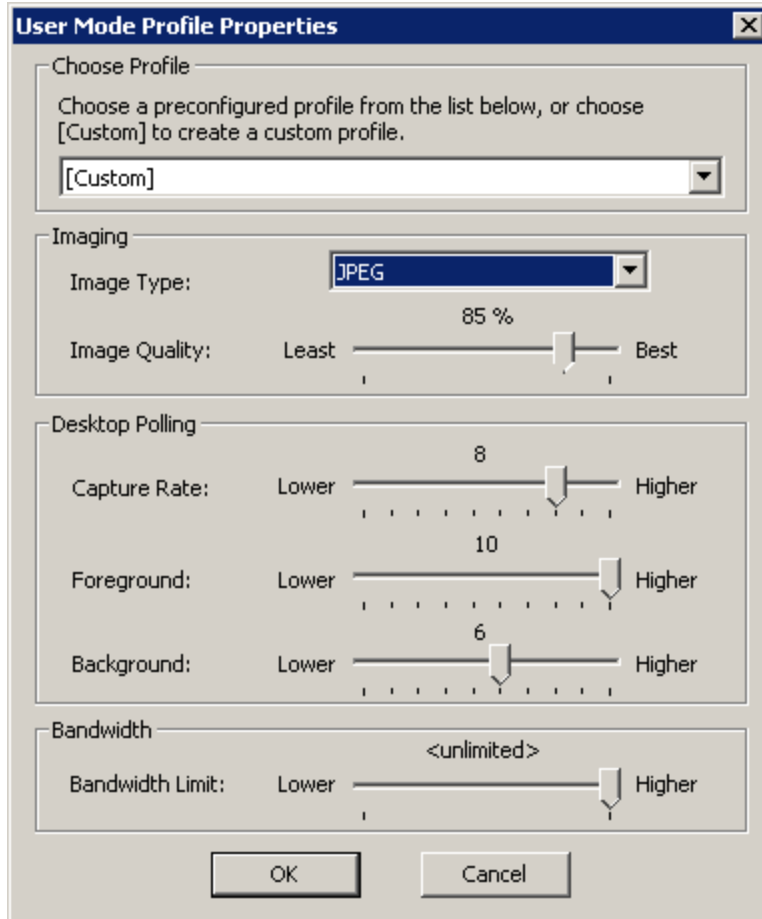 User Mode Profile Properties
Choose Profile
Choose a preconfigured profile from the list below, or choose
[Custom] to create a custom profile.
[Custom]
Imaging
Image Type:
JPEG
85 %
Image Quality: Least Best
Desktop Polling
8
Capture Rate: Lower Higher
10
Foreground: Lower Higher
6
Background: Lower Higher
Bandwidth
<unlimited>
Bandwidth Limit: Lower Higher
OK Cancel